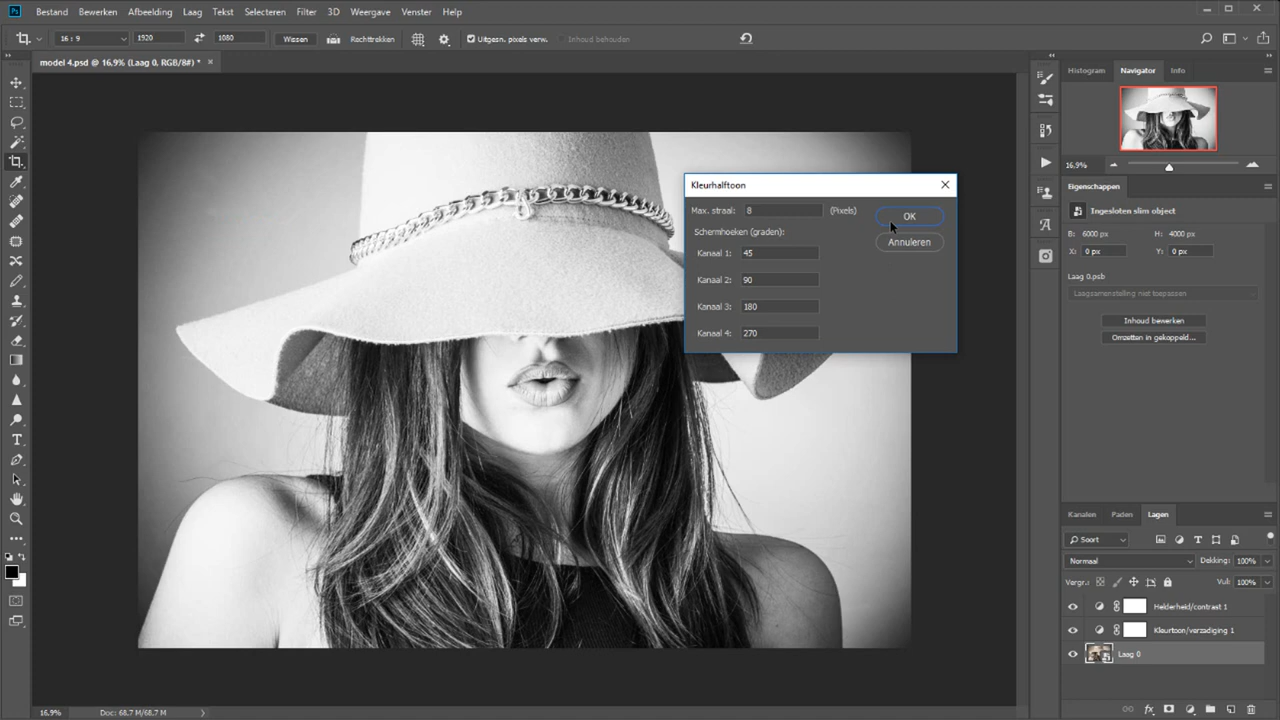 Ps Bestand Bewerken Afbeelding Laag Tekst Selecteren Filter 3D Weergave Venster Help
16 : 9 1920 1080 Wissen Rechttrekken Uitgesn. pixels verw. Inhoud behouden
model 4.psd @ 16,9% (Laag 0, RGB/8#) * ×
Histogram Navigator Info
16,9%
Eigenschappen
Ingesloten slim object
B: 6000 px H: 4000 px
X: 0 px Y: 0 px
Laag 0.psb
Laagsamenstelling niet toepassen
Inhoud bewerken
Omzetten in gekoppeld...
Kleurhalftoon
Max. straal: 8 (Pixels) OK
Schermhoeken (graden): Annuleren
Kanaal 1: 45
Kanaal 2: 90
Kanaal 3: 180
Kanaal 4: 270
Kanalen Paden Lagen
Soort
Normaal Dekking: 100%
Vergr.: Vul: 100%
Helderheid/contrast 1
Kleurtoon/verzadiging 1
Laag 0
16,9% Doc: 68,7 M/68,7 M